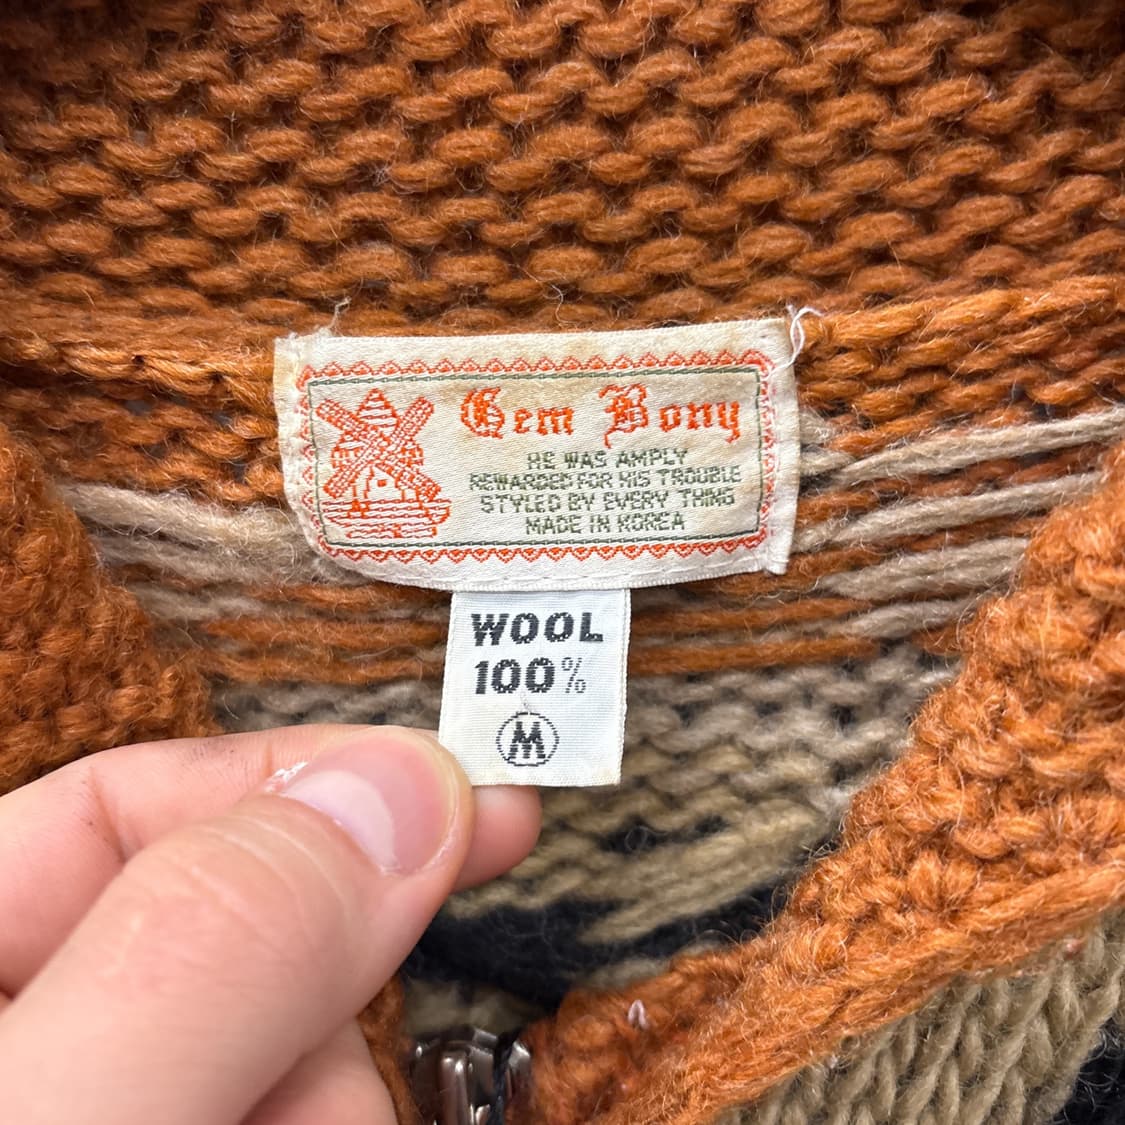 Gem Bony
HE WAS AMPLY
REWARDED FOR HIS TROUBLE
STYLED BY EVERY THING
MADE IN KOREA
WOOL
100%
M